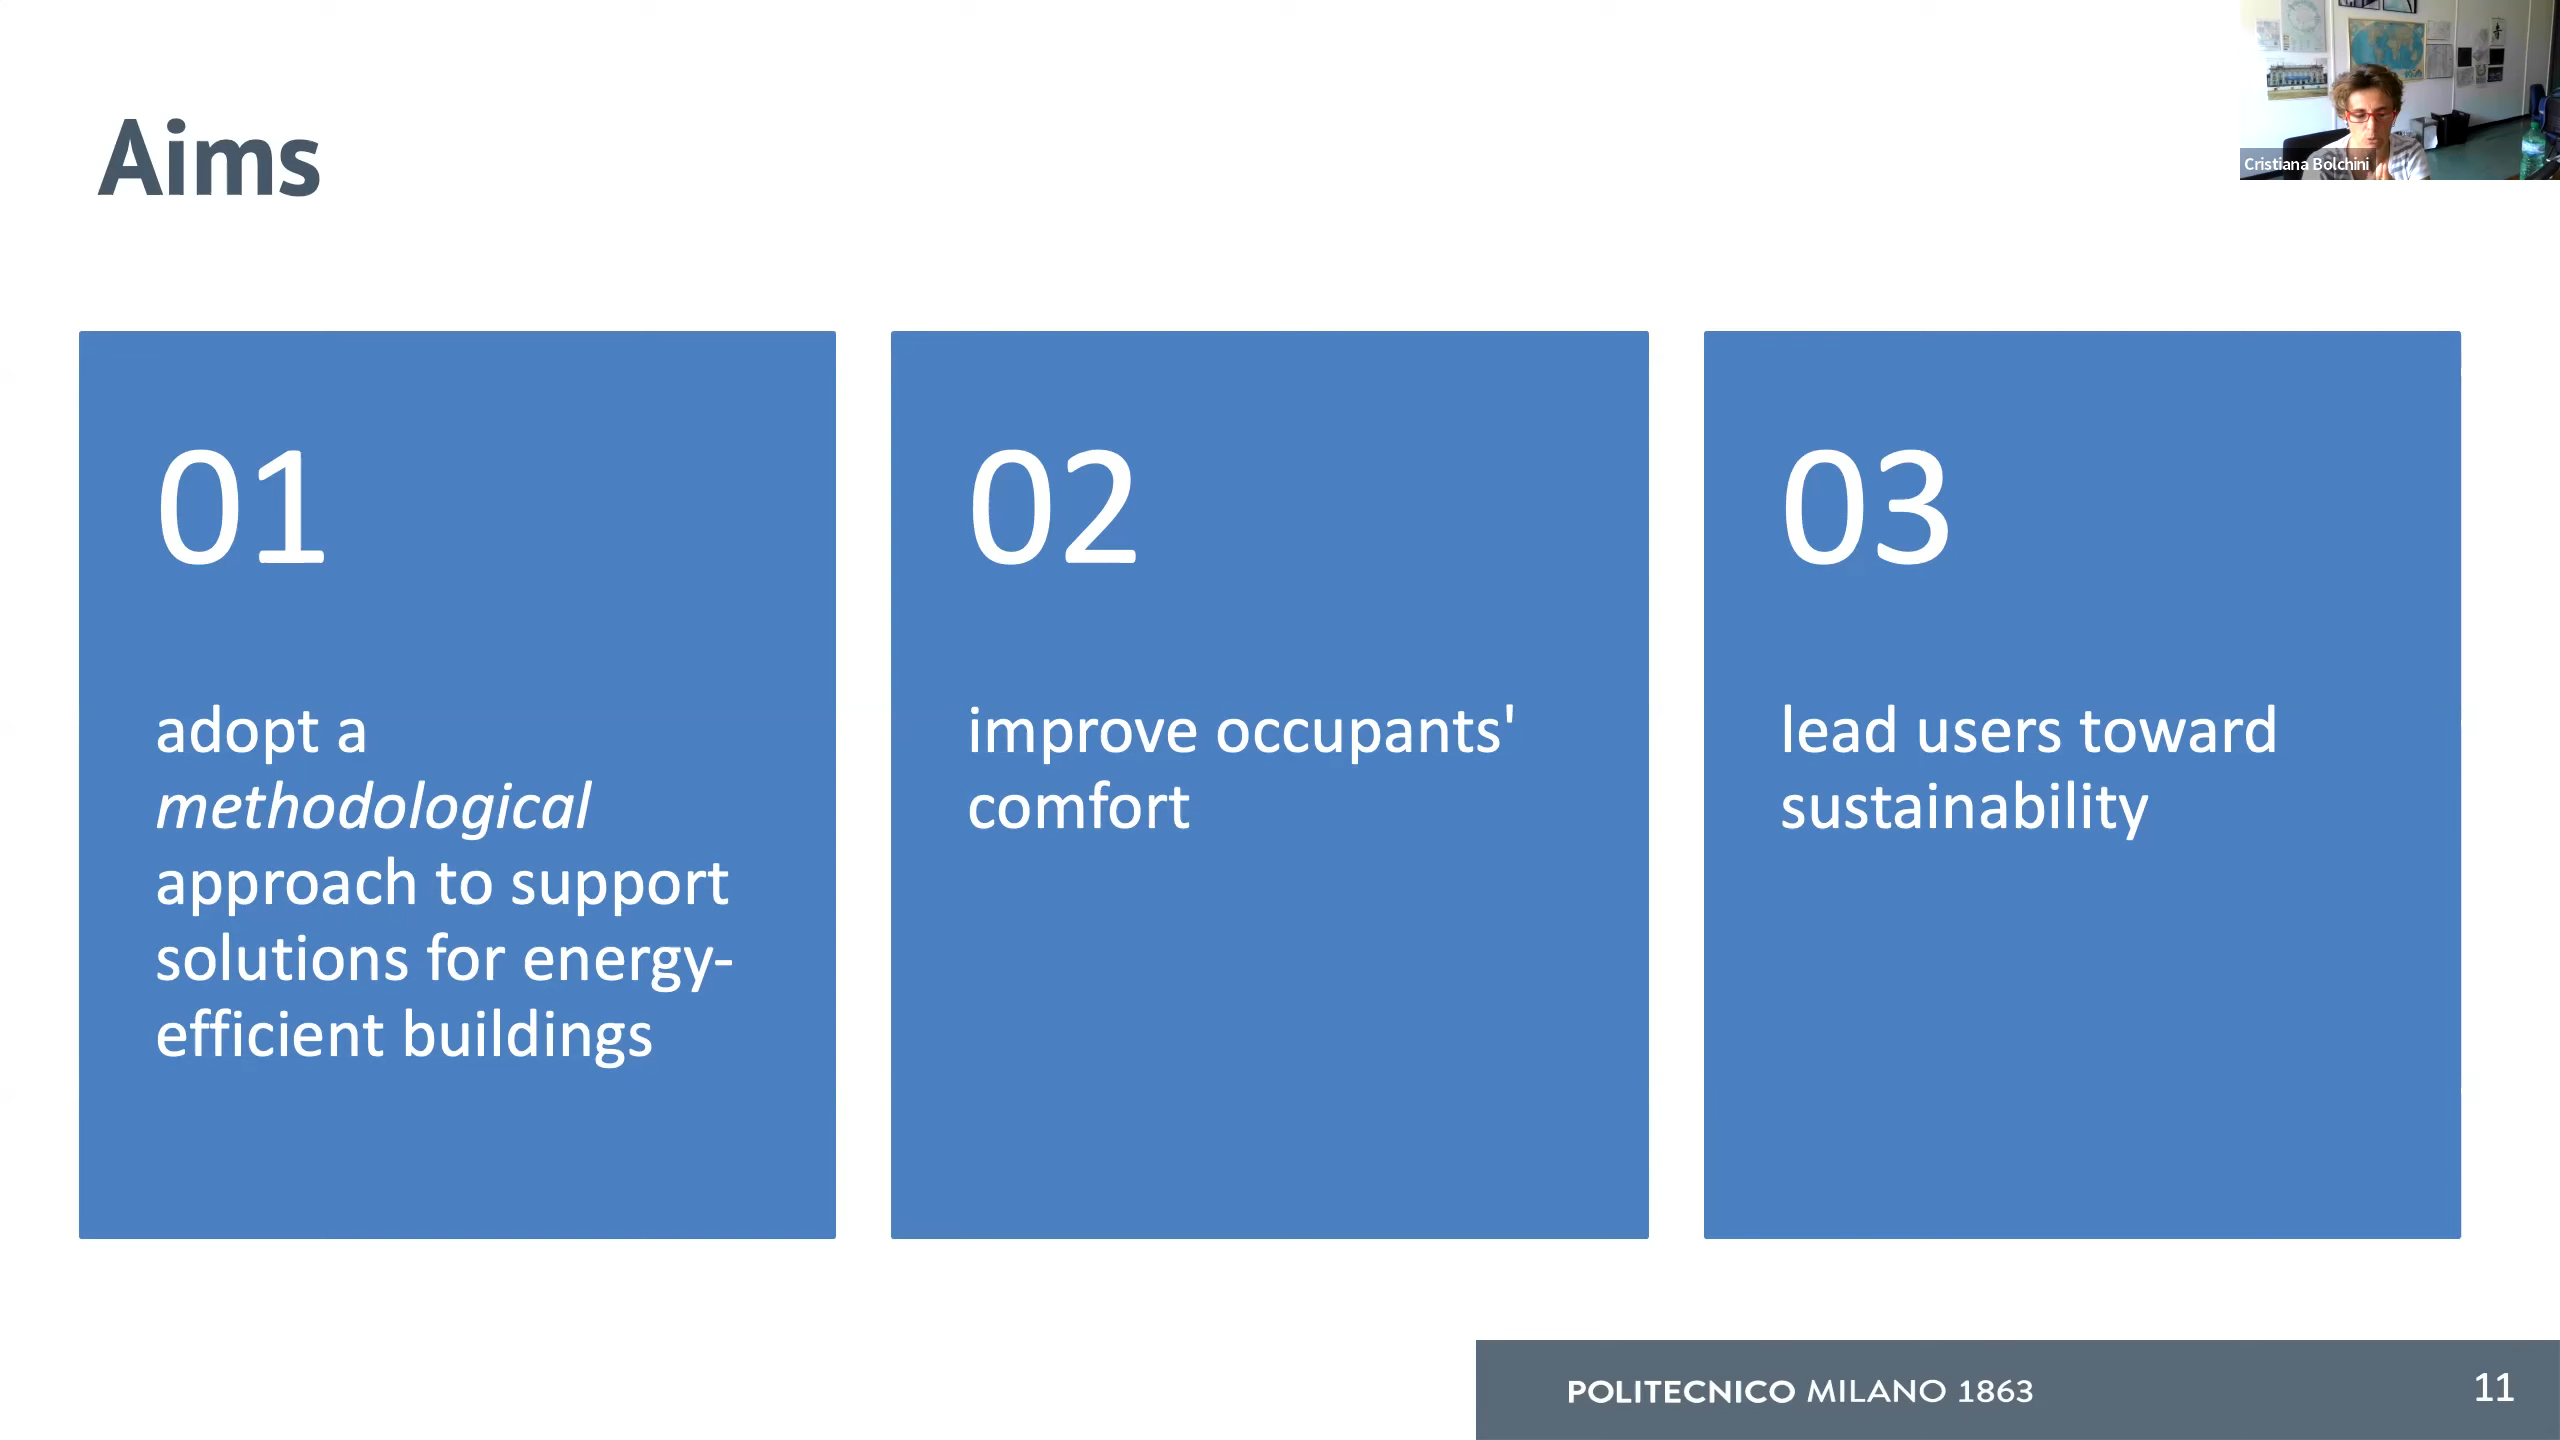 Aims
Cristiana Bolchini
01
adopt a
methodological
approach to support
solutions for energy-
efficient buildings
02
improve occupants'
comfort
03
lead users toward
sustainability
POLITECNICO MILANO 1863
11